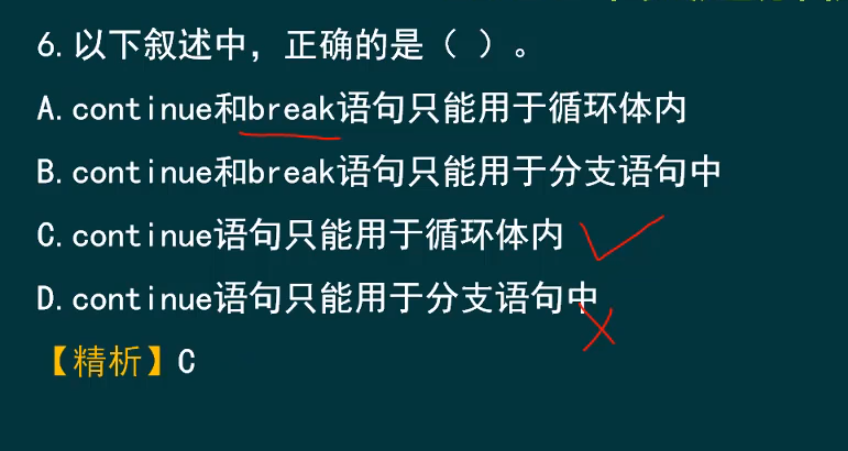 6.以下叙述中，正确的是（ ）。
A.continue和break语句只能用于循环体内
B.continue和break语句只能用于分支语句中
C.continue语句只能用于循环体内
D.continue语句只能用于分支语句中
【精析】C